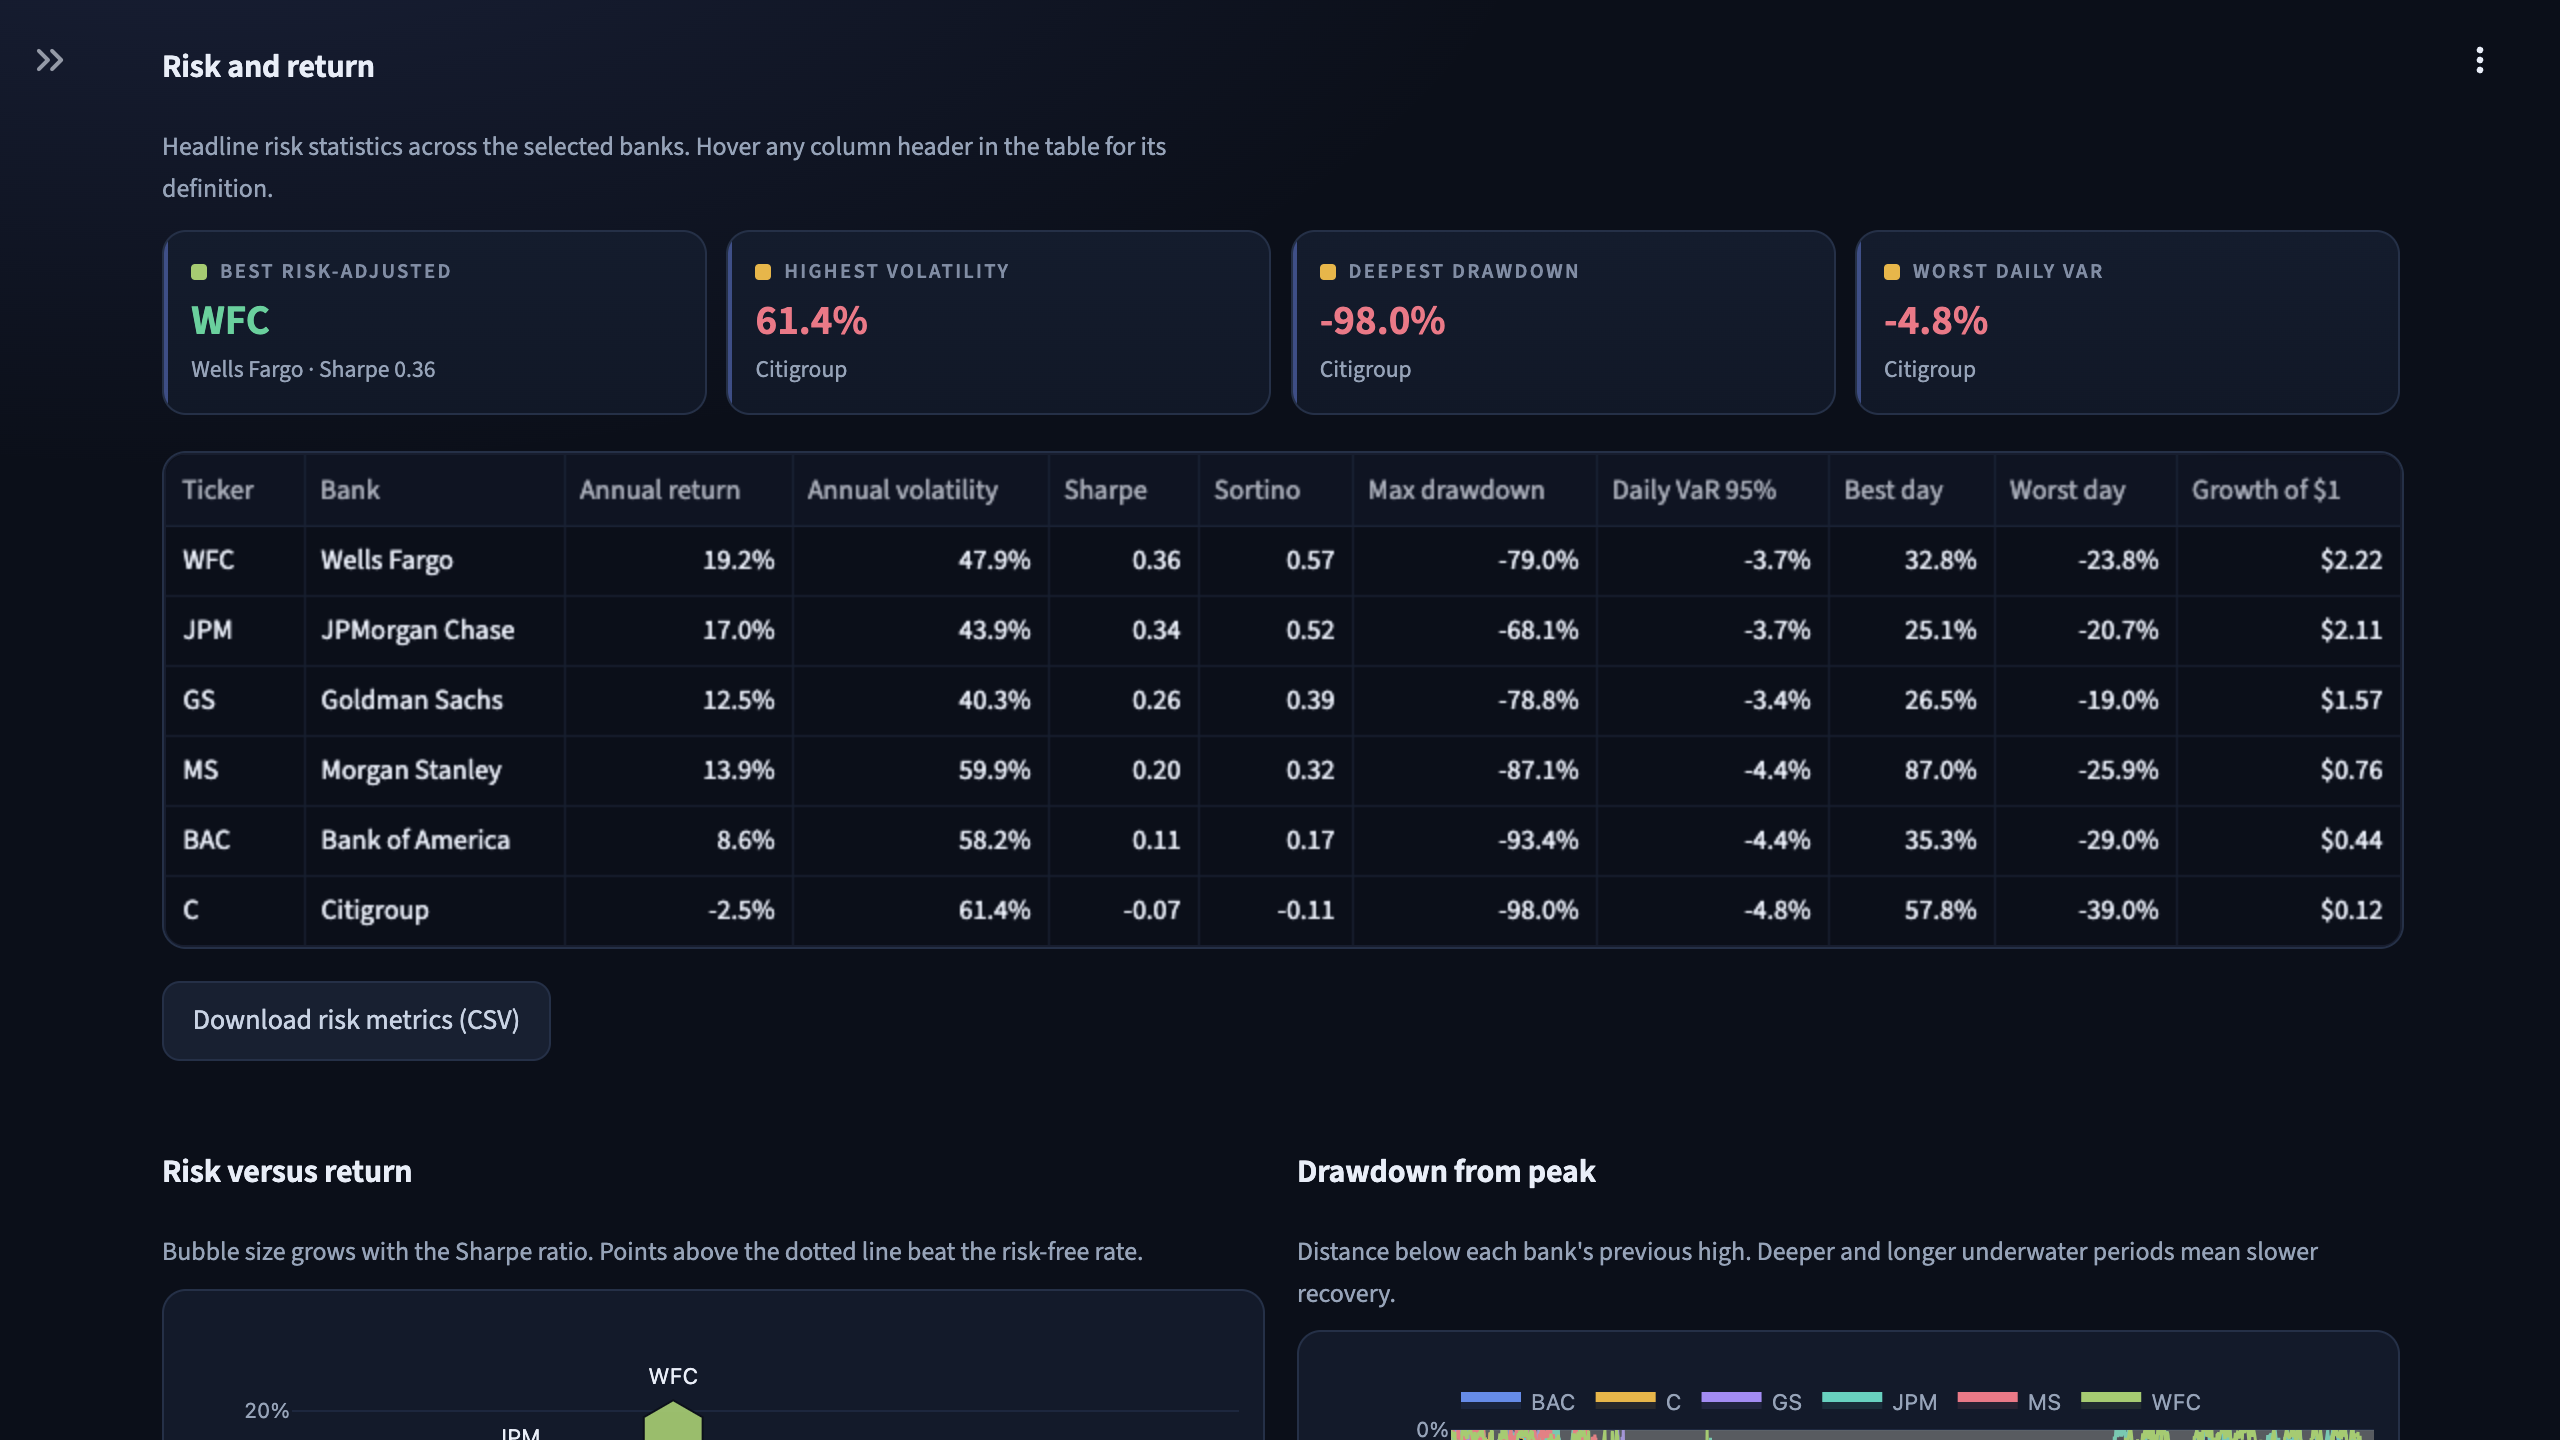 Risk and return
Headline risk statistics across the selected banks. Hover any column header in the table for its
definition.
BEST RISK-ADJUSTED
WFC
Wells Fargo · Sharpe 0.36
HIGHEST VOLATILITY
61.4%
Citigroup
DEEPEST DRAWDOWN
-98.0%
Citigroup
WORST DAILY VAR
-4.8%
Citigroup
Ticker Bank Annual return Annual volatility Sharpe Sortino Max drawdown Daily VaR 95% Best day Worst day Growth of $1
WFC Wells Fargo 19.2% 47.9% 0.36 0.57 -79.0% -3.7% 32.8% -23.8% $2.22
JPM JPMorgan Chase 17.0% 43.9% 0.34 0.52 -68.1% -3.7% 25.1% -20.7% $2.11
GS Goldman Sachs 12.5% 40.3% 0.26 0.39 -78.8% -3.4% 26.5% -19.0% $1.57
MS Morgan Stanley 13.9% 59.9% 0.20 0.32 -87.1% -4.4% 87.0% -25.9% $0.76
BAC Bank of America 8.6% 58.2% 0.11 0.17 -93.4% -4.4% 35.3% -29.0% $0.44
C Citigroup -2.5% 61.4% -0.07 -0.11 -98.0% -4.8% 57.8% -39.0% $0.12
Download risk metrics (CSV)
Risk versus return
Bubble size grows with the Sharpe ratio. Points above the dotted line beat the risk-free rate.
WFC
20%
JPM
Drawdown from peak
Distance below each bank's previous high. Deeper and longer underwater periods mean slower
recovery.
BAC C GS JPM MS WFC
0%